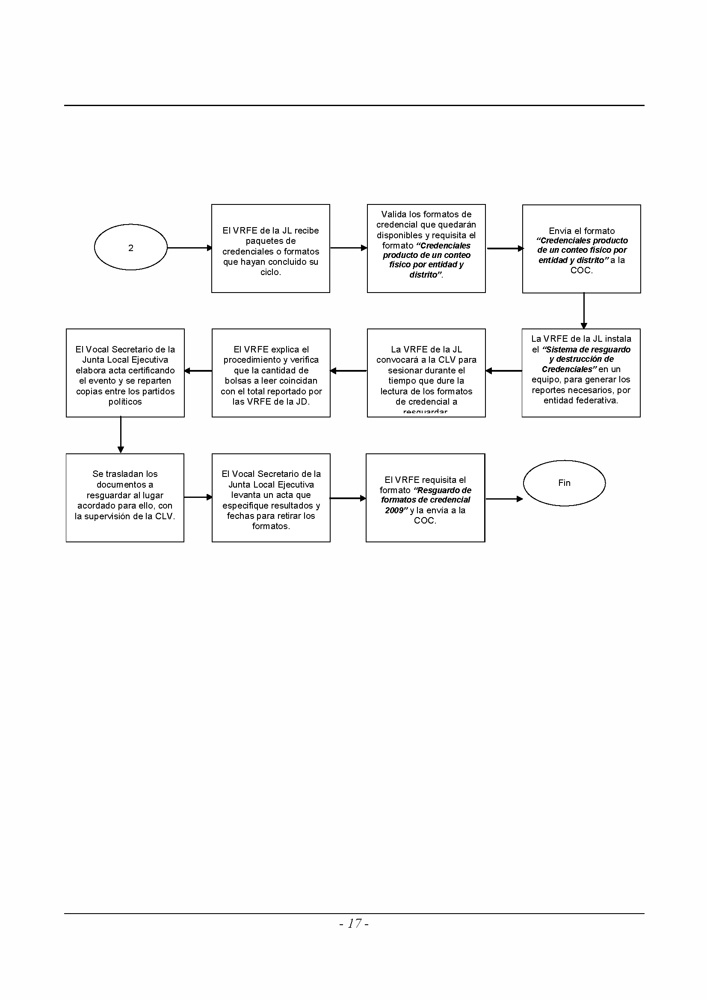 2
El VRFE de la JL recibe
paquetes de
credenciales o formatos
que hayan concluido su
ciclo.
Valida los formatos de
credencial que quedarán
disponibles y requisita el
formato “Credenciales
producto de un conteo
físico por entidad y
distrito”.
Envía el formato
“Credenciales producto
de un conteo físico por
entidad y distrito” a la
COC.
La VRFE de la JL instala
el “Sistema de resguardo
y destrucción de
Credenciales” en un
equipo, para generar los
reportes necesarios, por
entidad federativa.
La VRFE de la JL
convocará a la CLV para
sesionar durante el
tiempo que dure la
lectura de los formatos
de credencial a
resguardar
El VRFE explica el
procedimiento y verifica
que la cantidad de
bolsas a leer coincidan
con el total reportado por
las VRFE de la JD.
El Vocal Secretario de la
Junta Local Ejecutiva
elabora acta certificando
el evento y se reparten
copias entre los partidos
políticos
Se trasladan los
documentos a
resguardar al lugar
acordado para ello, con
la supervisión de la CLV.
El Vocal Secretario de la
Junta Local Ejecutiva
levanta un acta que
especifique resultados y
fechas para retirar los
formatos.
El VRFE requisita el
formato “Resguardo de
formatos de credencial
2009” y la envía a la
COC.
Fin
- 17 -